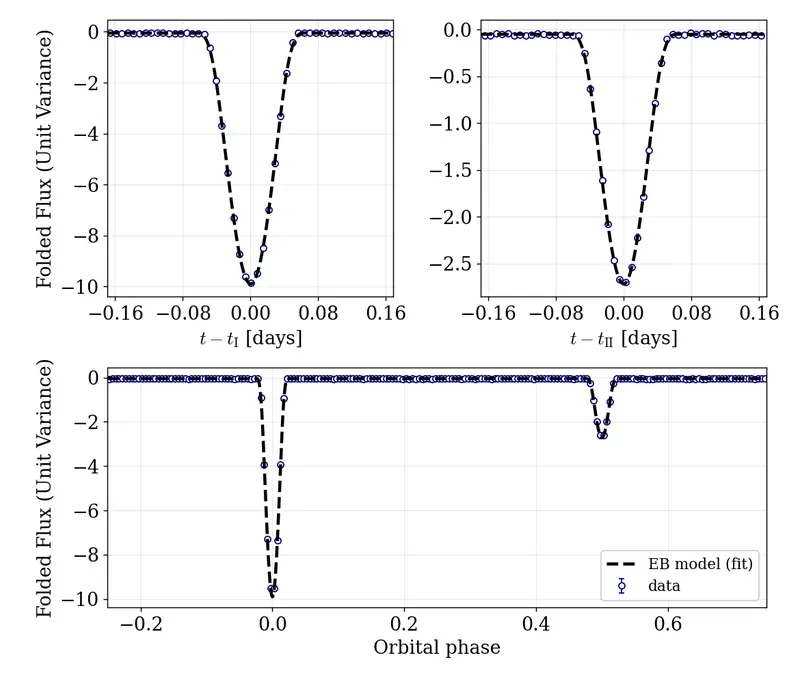 Folded Flux (Unit Variance)
0
−2
−4
−6
−8
−10
−0.16 −0.08 0.00 0.08 0.16
t − t_I [days]
0.0
−0.5
−1.0
−1.5
−2.0
−2.5
−0.16 −0.08 0.00 0.08 0.16
t − t_II [days]
Folded Flux (Unit Variance)
0
−2
−4
−6
−8
−10
−0.2 0.0 0.2 0.4 0.6
Orbital phase
EB model (fit)
data